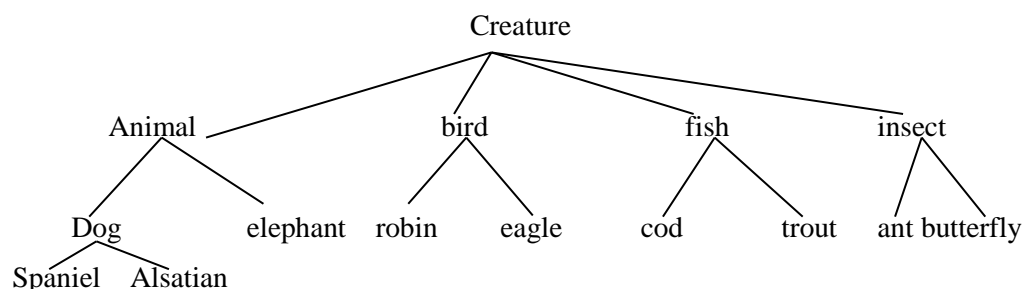 Creature
Animal bird fish insect
Dog elephant robin eagle cod trout ant butterfly
Spaniel Alsatian